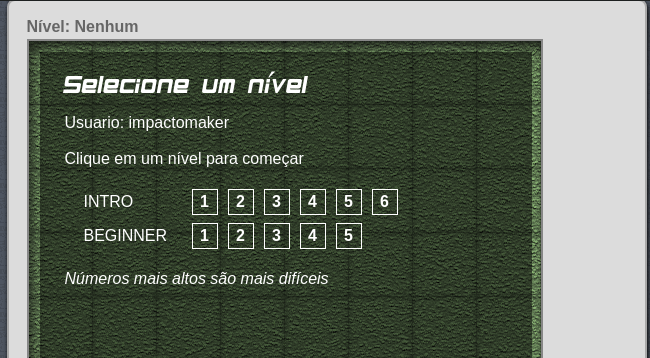 Nível: Nenhum
Selecione um nível
Usuario: impactomaker
Clique em um nível para começar
INTRO 1 2 3 4 5 6
BEGINNER 1 2 3 4 5
Números mais altos são mais difíceis